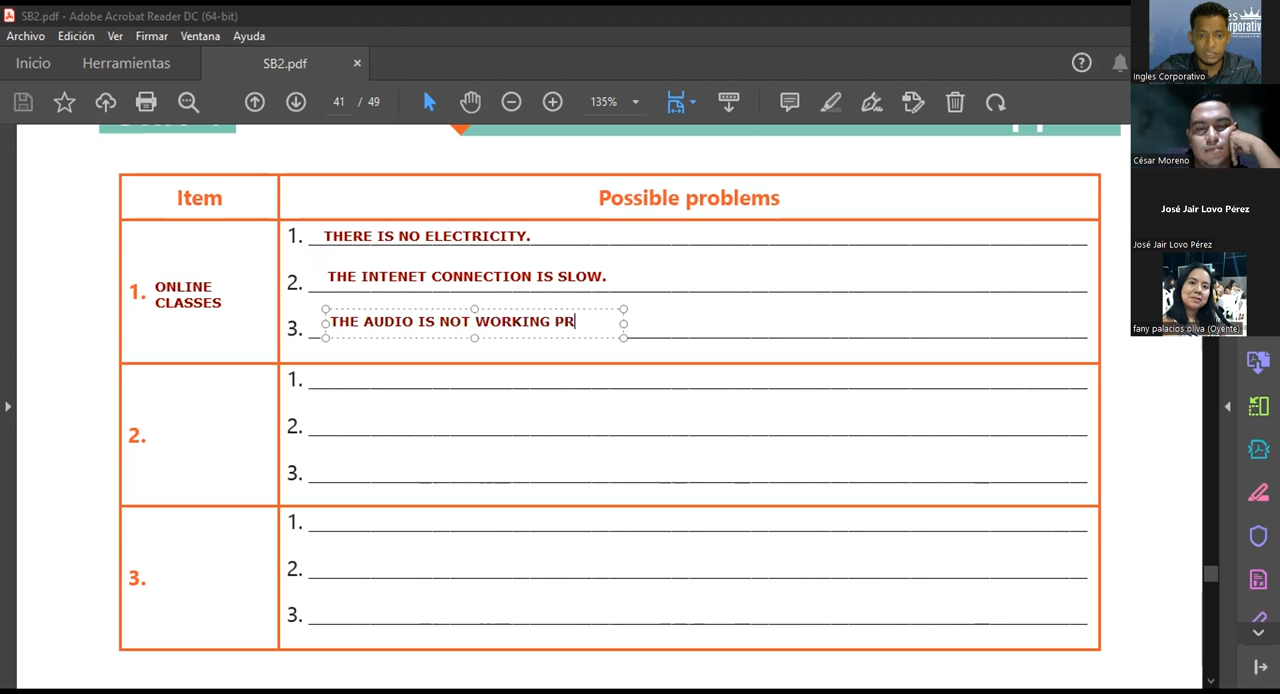 SB2.pdf - Adobe Acrobat Reader DC (64-bit)
Archivo Edición Ver Firmar Ventana Ayuda
Inicio Herramientas SB2.pdf ×
41 / 49 135%
Item Possible problems
1. ONLINE CLASSES
1. THERE IS NO ELECTRICITY.
2. THE INTENET CONNECTION IS SLOW.
3. THE AUDIO IS NOT WORKING PR
2.
1.
2.
3.
3.
1.
2.
3.
Ingles Corporativo
César Moreno
José Jair Lovo Pérez
José Jair Lovo Pérez
fany palacios oliva (Oyente)